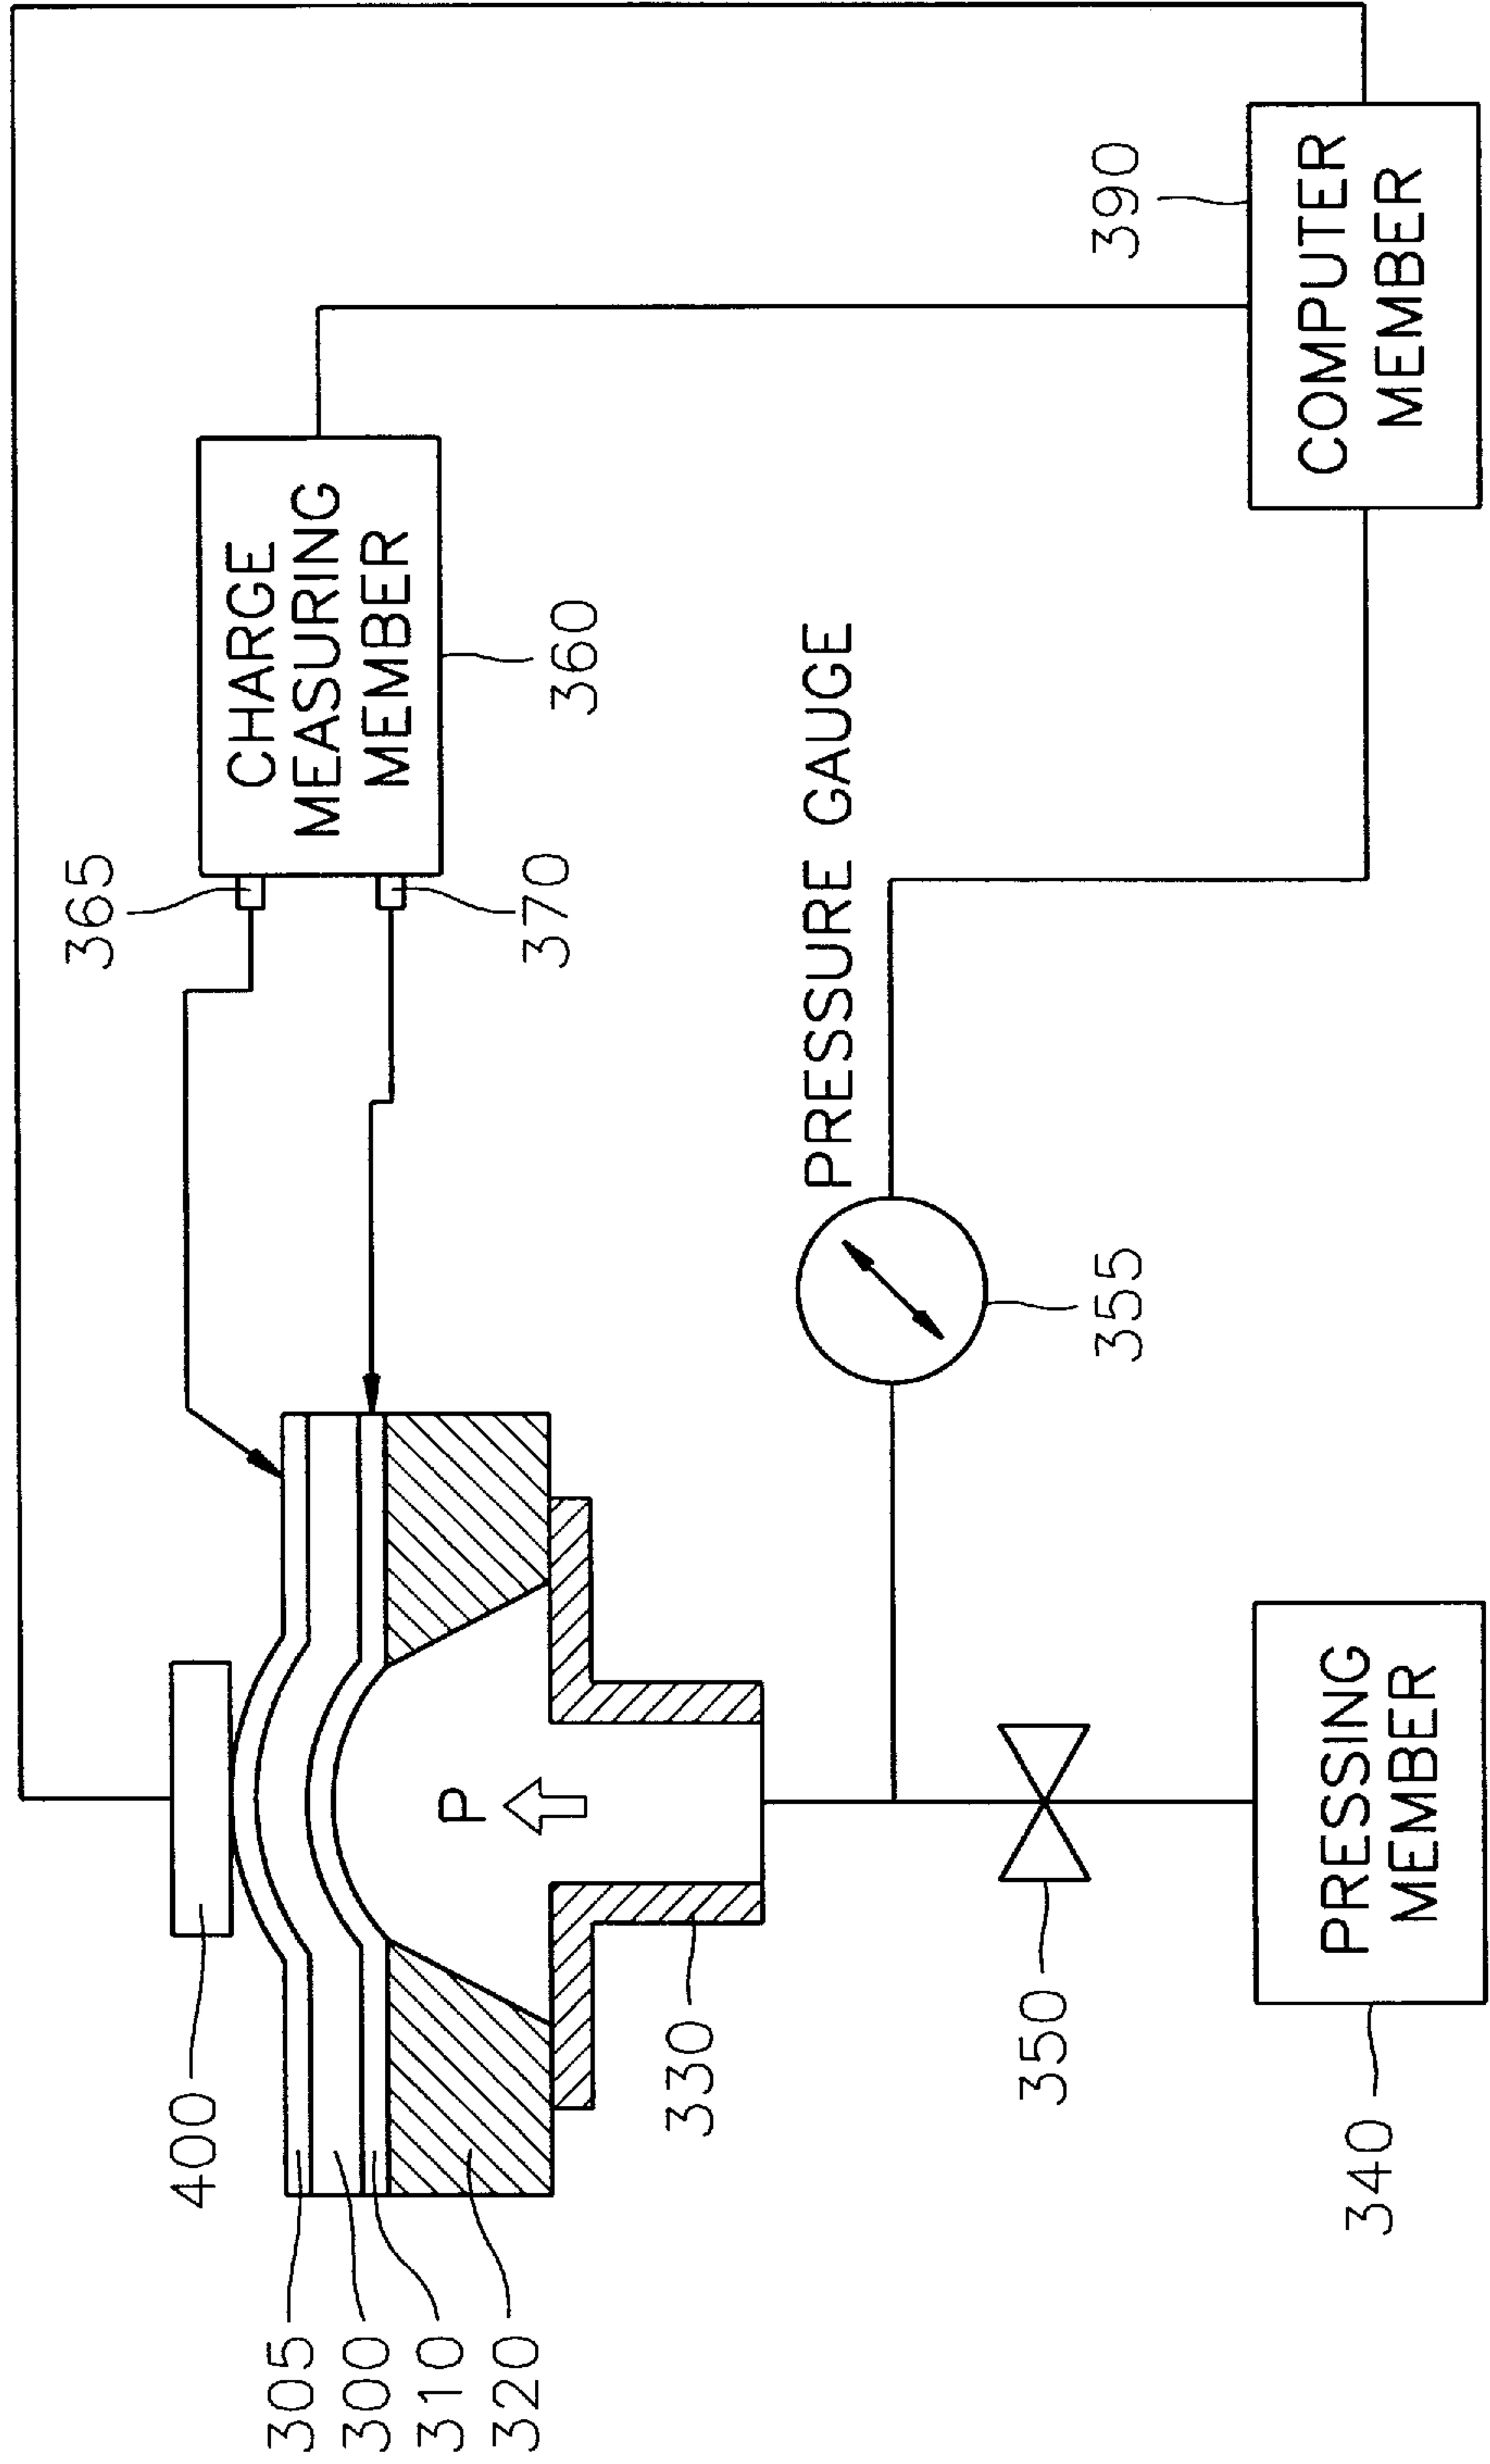 400
305
300
310
320
P
330
365
370
CHARGE
MEASURING
MEMBER
360
PRESSURE GAUGE
355
350
390
COMPUTER
MEMBER
PRESSING
MEMBER
340